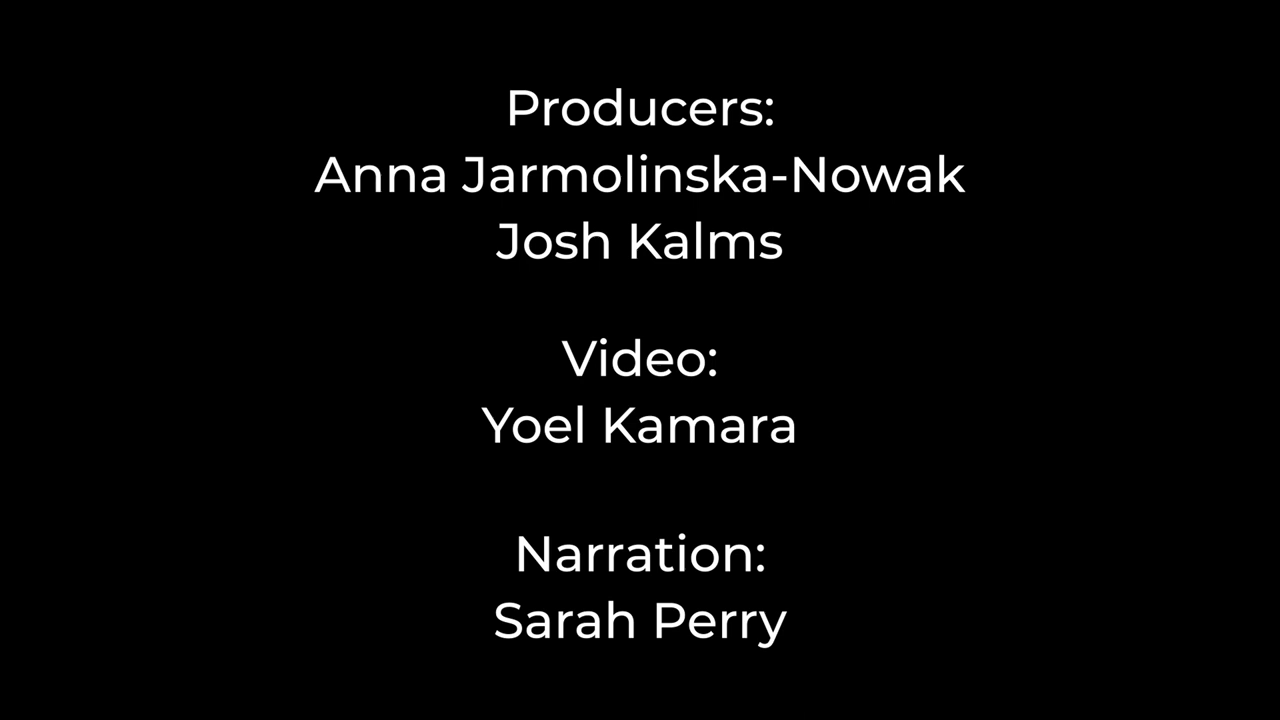 Producers:
Anna Jarmolinska-Nowak
Josh Kalms
Video:
Yoel Kamara
Narration:
Sarah Perry